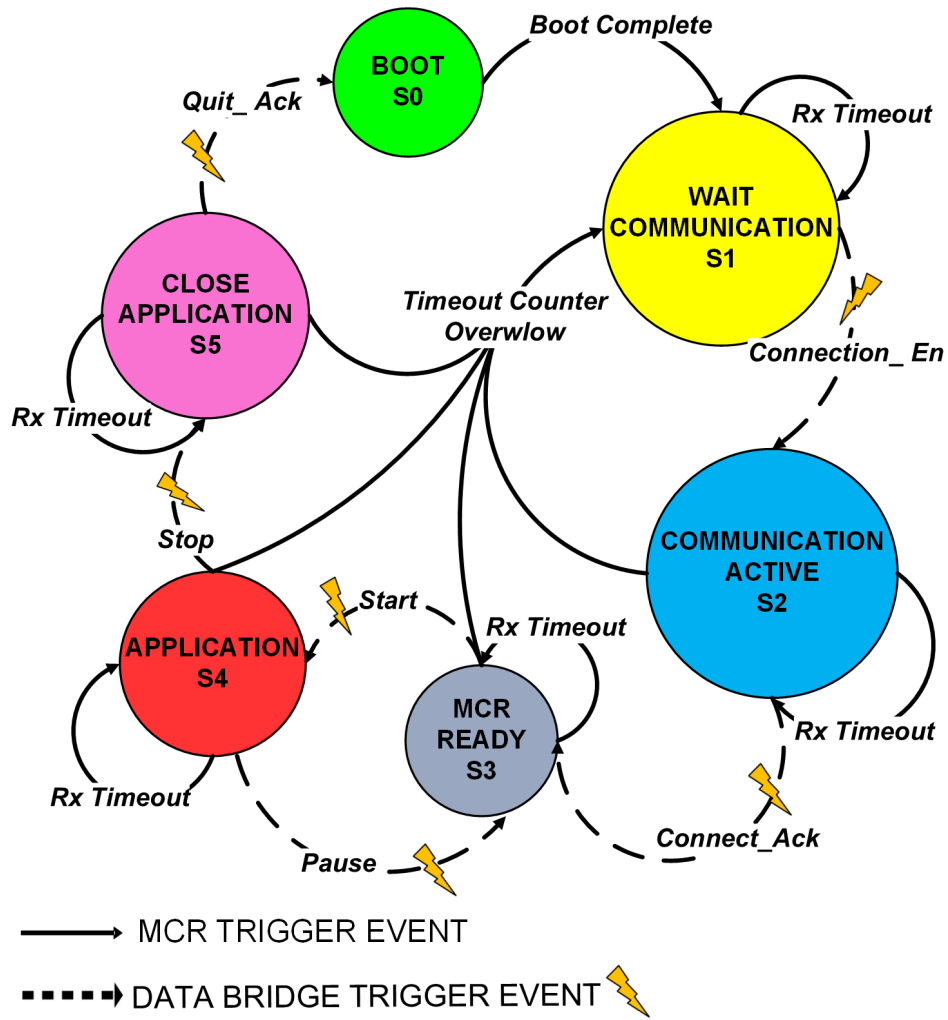 Boot Complete
BOOT
S0
Quit_ Ack
Rx Timeout
WAIT
COMMUNICATION
S1
CLOSE
APPLICATION
S5
Timeout Counter
Overwlow
Connection_ En
Rx Timeout
Stop
COMMUNICATION
ACTIVE
S2
Start
Rx Timeout
APPLICATION
S4
MCR
READY
S3
Rx Timeout
Rx Timeout
Connect_Ack
Pause
MCR TRIGGER EVENT
DATA BRIDGE TRIGGER EVENT